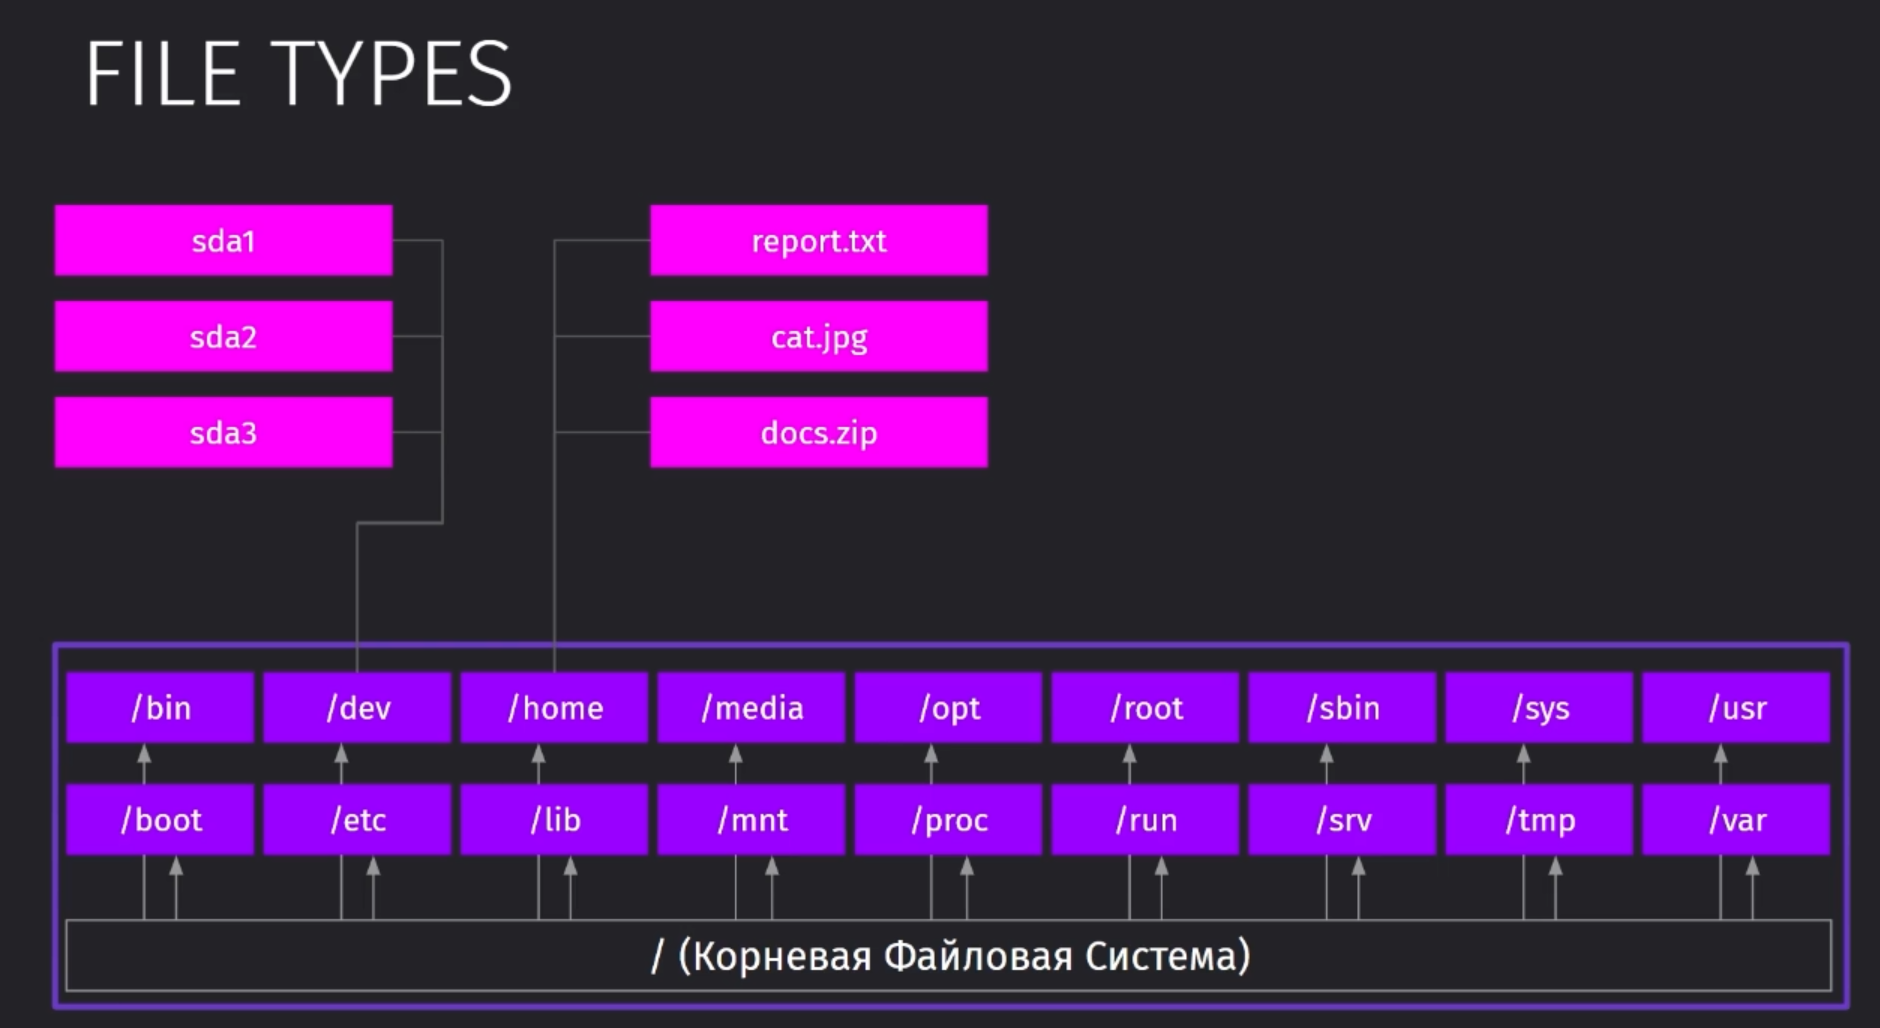 FILE TYPES
sda1
sda2
sda3
report.txt
cat.jpg
docs.zip
/bin
/dev
/home
/media
/opt
/root
/sbin
/sys
/usr
/boot
/etc
/lib
/mnt
/proc
/run
/srv
/tmp
/var
/ (Корневая Файловая Система)